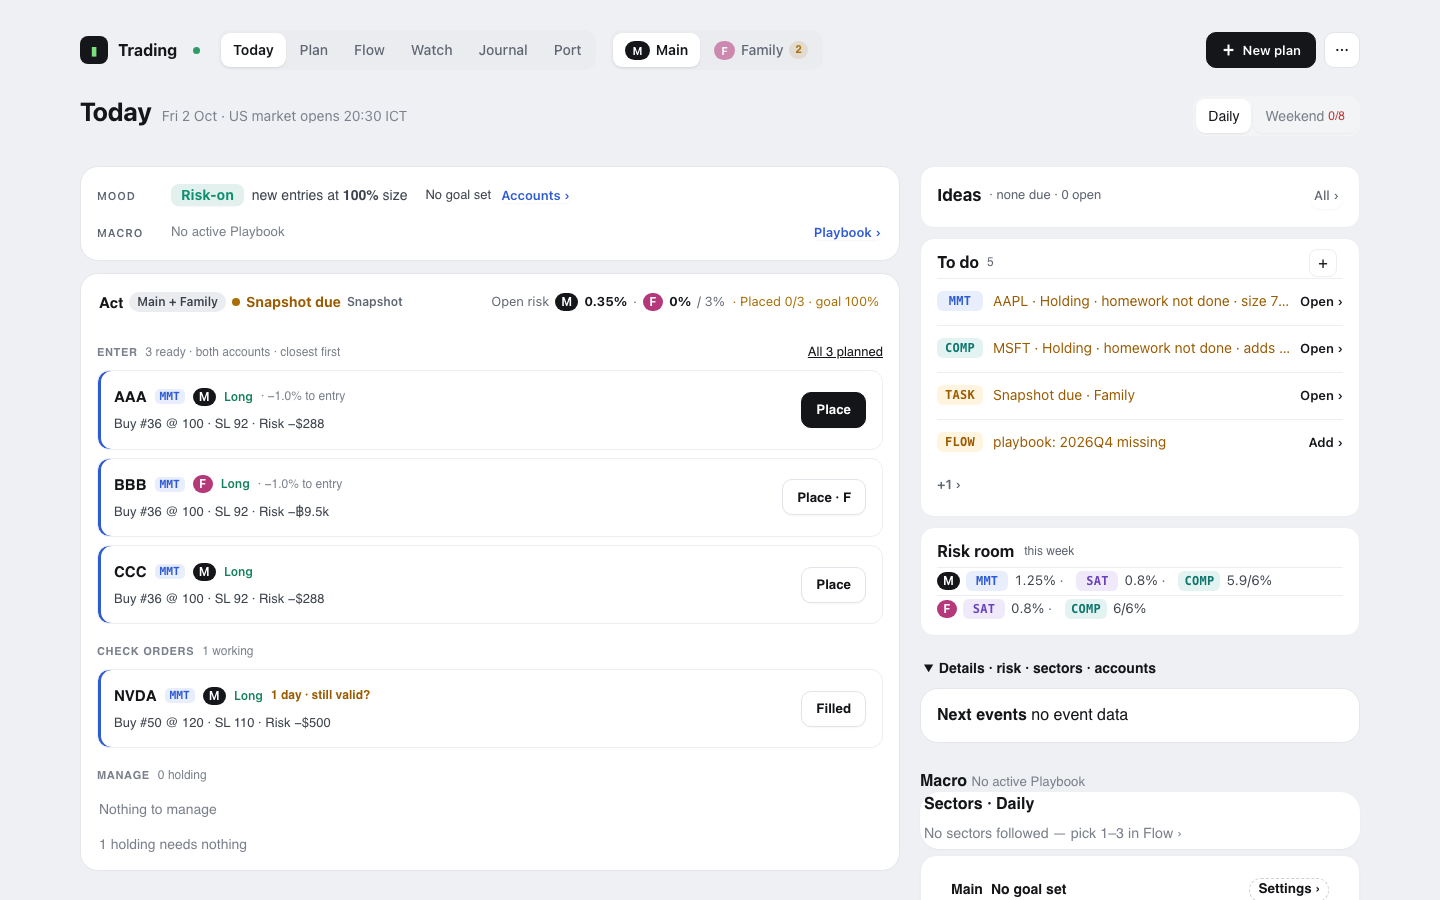 Trading
Today Plan Flow Watch Journal Port
M Main F Family 2
+ New plan
···
Today Fri 2 Oct · US market opens 20:30 ICT
Daily Weekend 0/8
MOOD Risk-on new entries at 100% size No goal set Accounts ›
MACRO No active Playbook Playbook ›
Act Main + Family Snapshot due Snapshot Open risk M 0.35% · F 0% / 3% · Placed 0/3 · goal 100%
ENTER 3 ready · both accounts · closest first All 3 planned
AAA MMT M Long · −1.0% to entry
Buy #36 @ 100 · SL 92 · Risk −$288
Place
BBB MMT F Long · −1.0% to entry
Buy #36 @ 100 · SL 92 · Risk −฿9.5k
Place · F
CCC MMT M Long
Buy #36 @ 100 · SL 92 · Risk −$288
Place
CHECK ORDERS 1 working
NVDA MMT M Long 1 day · still valid?
Buy #50 @ 120 · SL 110 · Risk −$500
Filled
MANAGE 0 holding
Nothing to manage
1 holding needs nothing
Ideas · none due · 0 open All ›
To do 5 +
MMT AAPL · Holding · homework not done · size 7... Open ›
COMP MSFT · Holding · homework not done · adds ... Open ›
TASK Snapshot due · Family Open ›
FLOW playbook: 2026Q4 missing Add ›
+1 ›
Risk room this week
M MMT 1.25% · SAT 0.8% · COMP 5.9/6%
F SAT 0.8% · COMP 6/6%
▼ Details · risk · sectors · accounts
Next events no event data
Macro No active Playbook
Sectors · Daily
No sectors followed — pick 1–3 in Flow ›
Main No goal set Settings ›